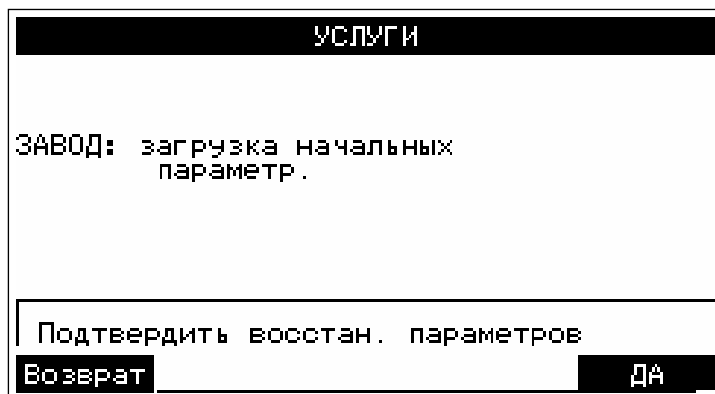 УСЛУГИ
ЗАВОД: загрузка начальных
параметр.
Подтвердить восстан. параметров
Возврат ДА